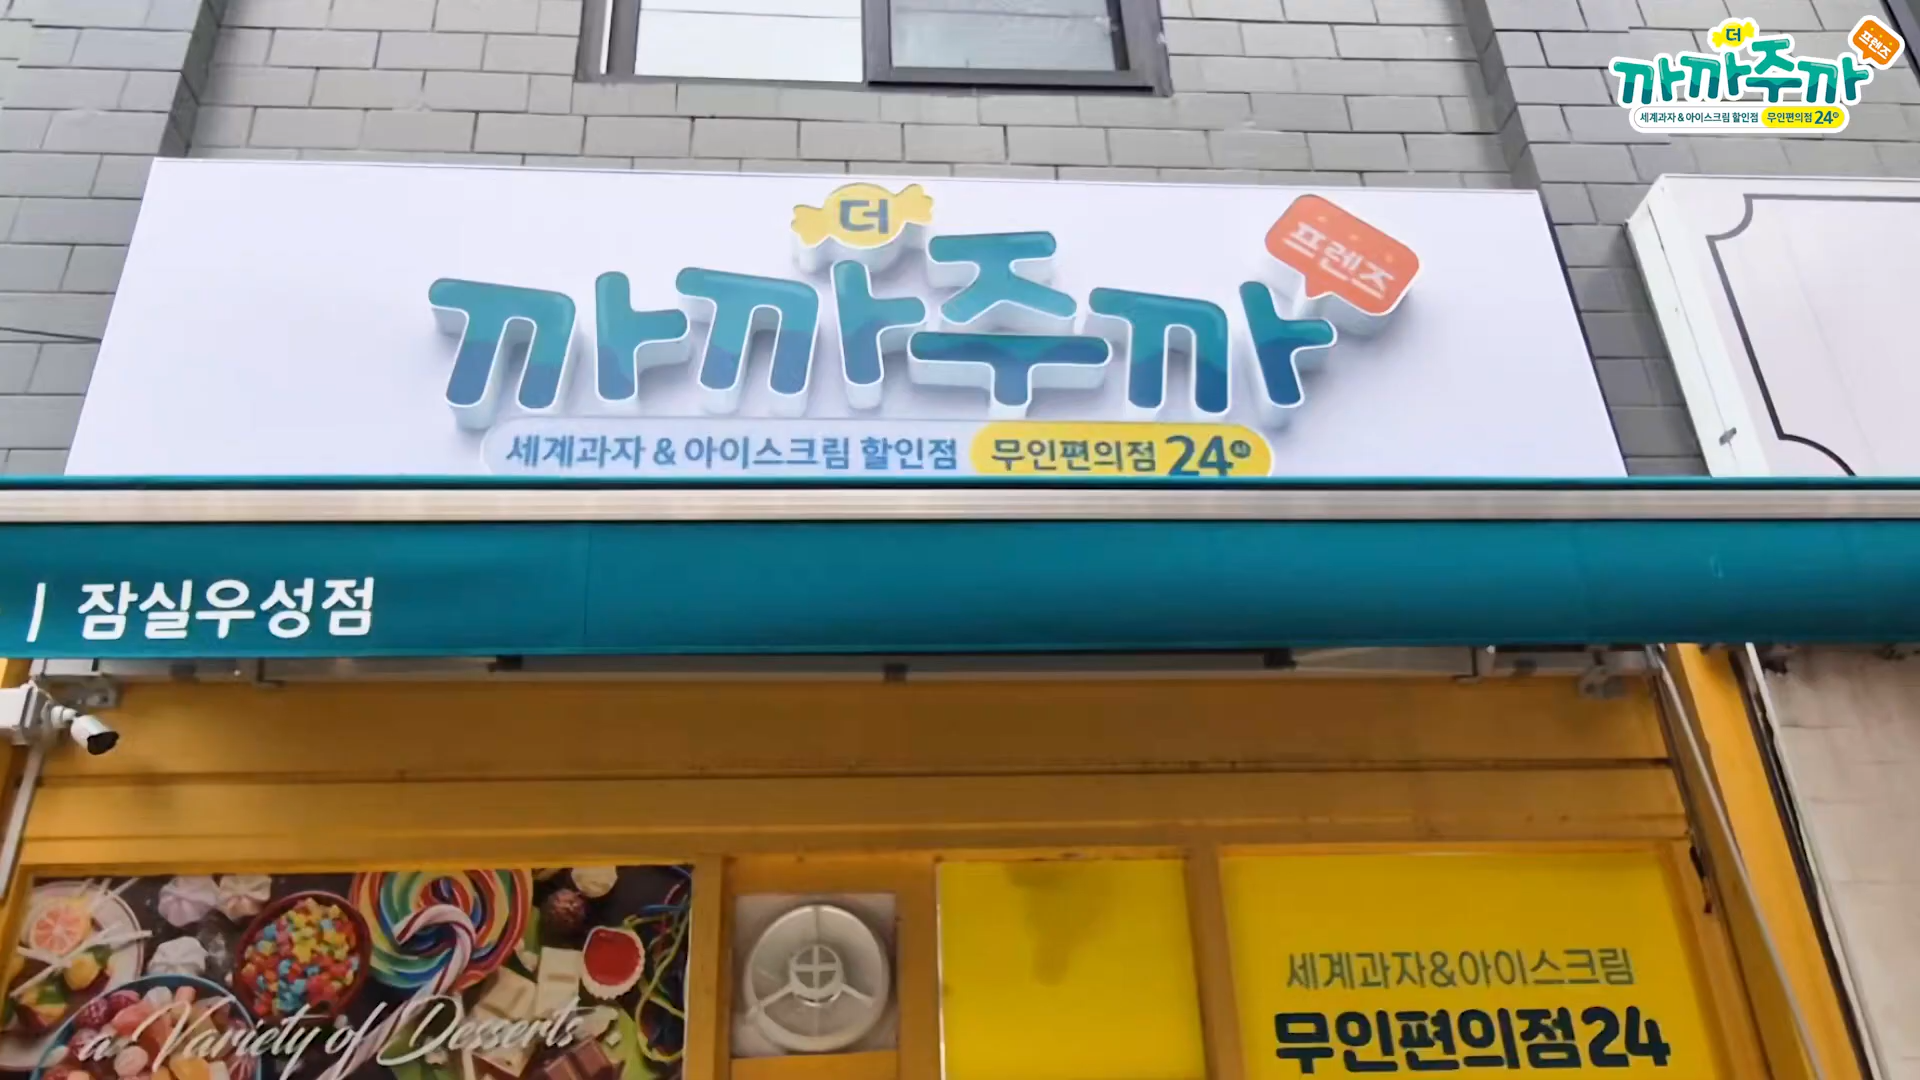 더
프렌즈
까까주까
세계과자 & 아이스크림 할인점 무인편의점 24시
더
프렌즈
까까주까
세계과자 & 아이스크림 할인점 무인편의점 24
| 잠실우성점
a Variety of Desserts
세계과자&아이스크림
무인편의점24